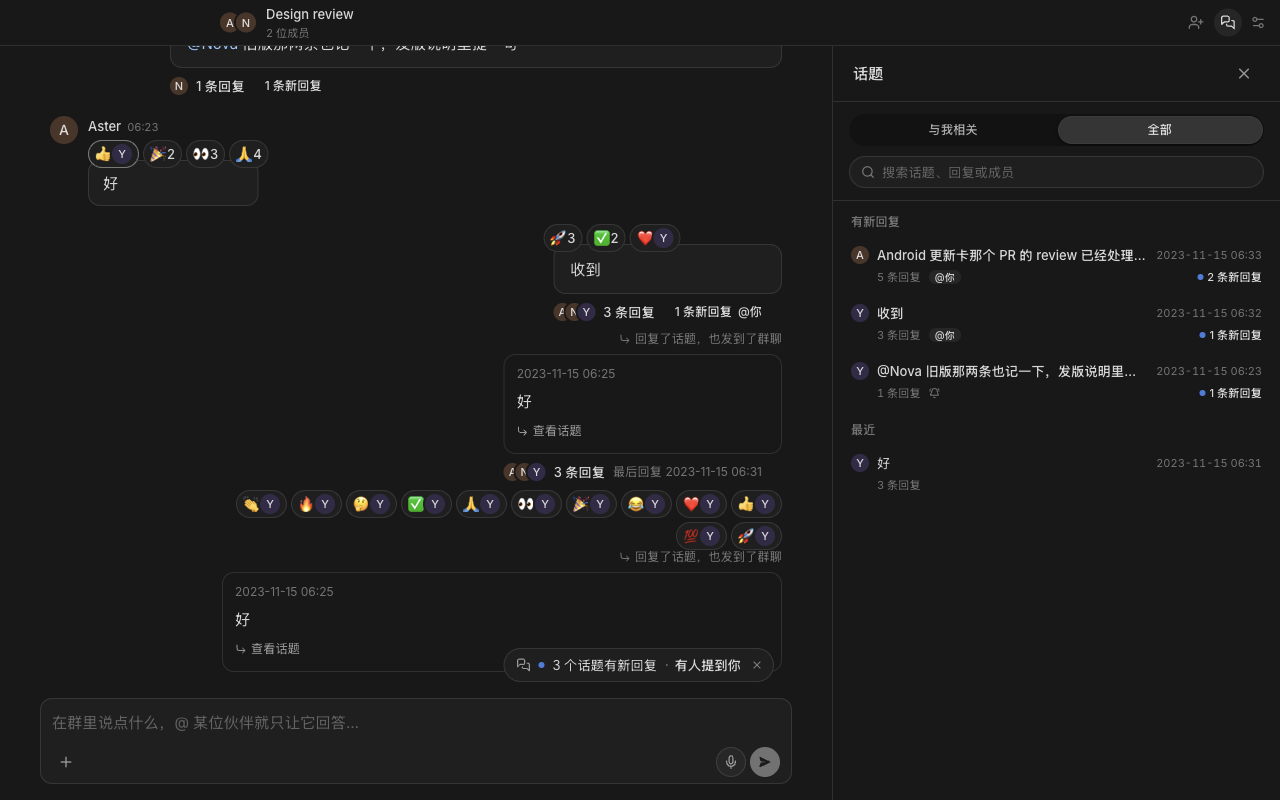 A N Design review
2 位成员
N 1 条回复 1 条新回复
A Aster 06:23
👍 Y 🎉2 👀3 🙏4
好
🚀3 ✅2 ❤️ Y
收到
A N Y 3 条回复 1 条新回复 @你
回复了话题，也发到了群聊
2023-11-15 06:25
好
查看话题
A N Y 3 条回复 最后回复 2023-11-15 06:31
👏 Y 🔥 Y 🤔 Y ✅ Y 🙏 Y 👀 Y 🎉 Y 😂 Y ❤️ Y 👍 Y
💯 Y 🚀 Y
回复了话题，也发到了群聊
2023-11-15 06:25
好
查看话题
3 个话题有新回复 · 有人提到你
在群里说点什么，@ 某位伙伴就只让它回答...
话题
与我相关 全部
搜索话题、回复或成员
有新回复
A Android 更新卡那个 PR 的 review 已经处理... 2023-11-15 06:33
5 条回复 @你 2 条新回复
Y 收到 2023-11-15 06:32
3 条回复 @你 1 条新回复
Y @Nova 旧版那两条也记一下，发版说明里... 2023-11-15 06:23
1 条回复 1 条新回复
最近
Y 好 2023-11-15 06:31
3 条回复